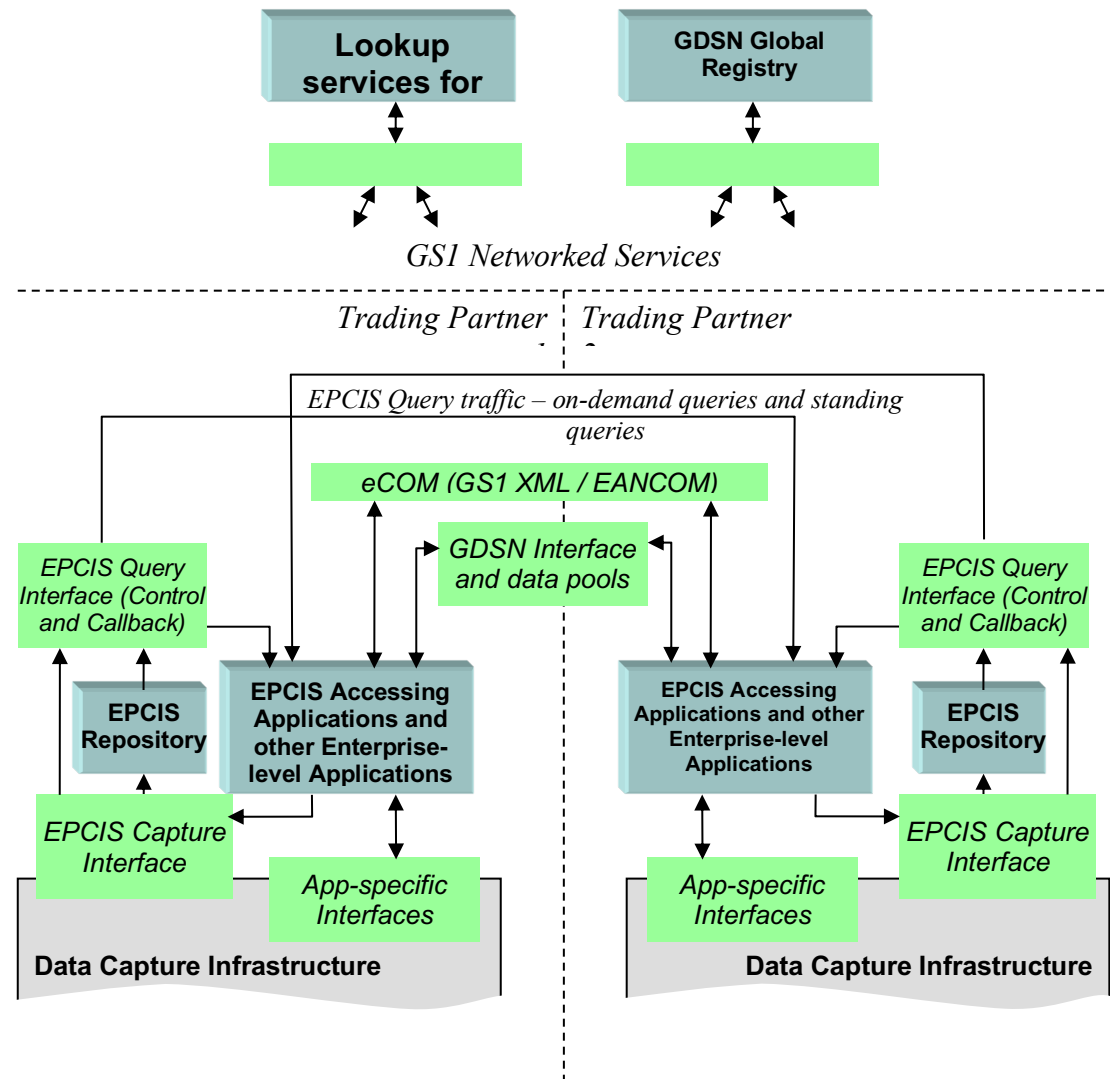 Lookup
services for
GDSN Global
Registry
GS1 Networked Services
Trading Partner
Trading Partner
EPCIS Query traffic – on-demand queries and standing
queries
eCOM (GS1 XML / EANCOM)
GDSN Interface
and data pools
EPCIS Query
Interface (Control
and Callback)
EPCIS Query
Interface (Control
and Callback)
EPCIS
Repository
EPCIS Accessing
Applications and
other Enterprise-
level Applications
EPCIS Accessing
Applications and other
Enterprise-level
Applications
EPCIS
Repository
EPCIS Capture
Interface
App-specific
Interfaces
App-specific
Interfaces
EPCIS Capture
Interface
Data Capture Infrastructure
Data Capture Infrastructure